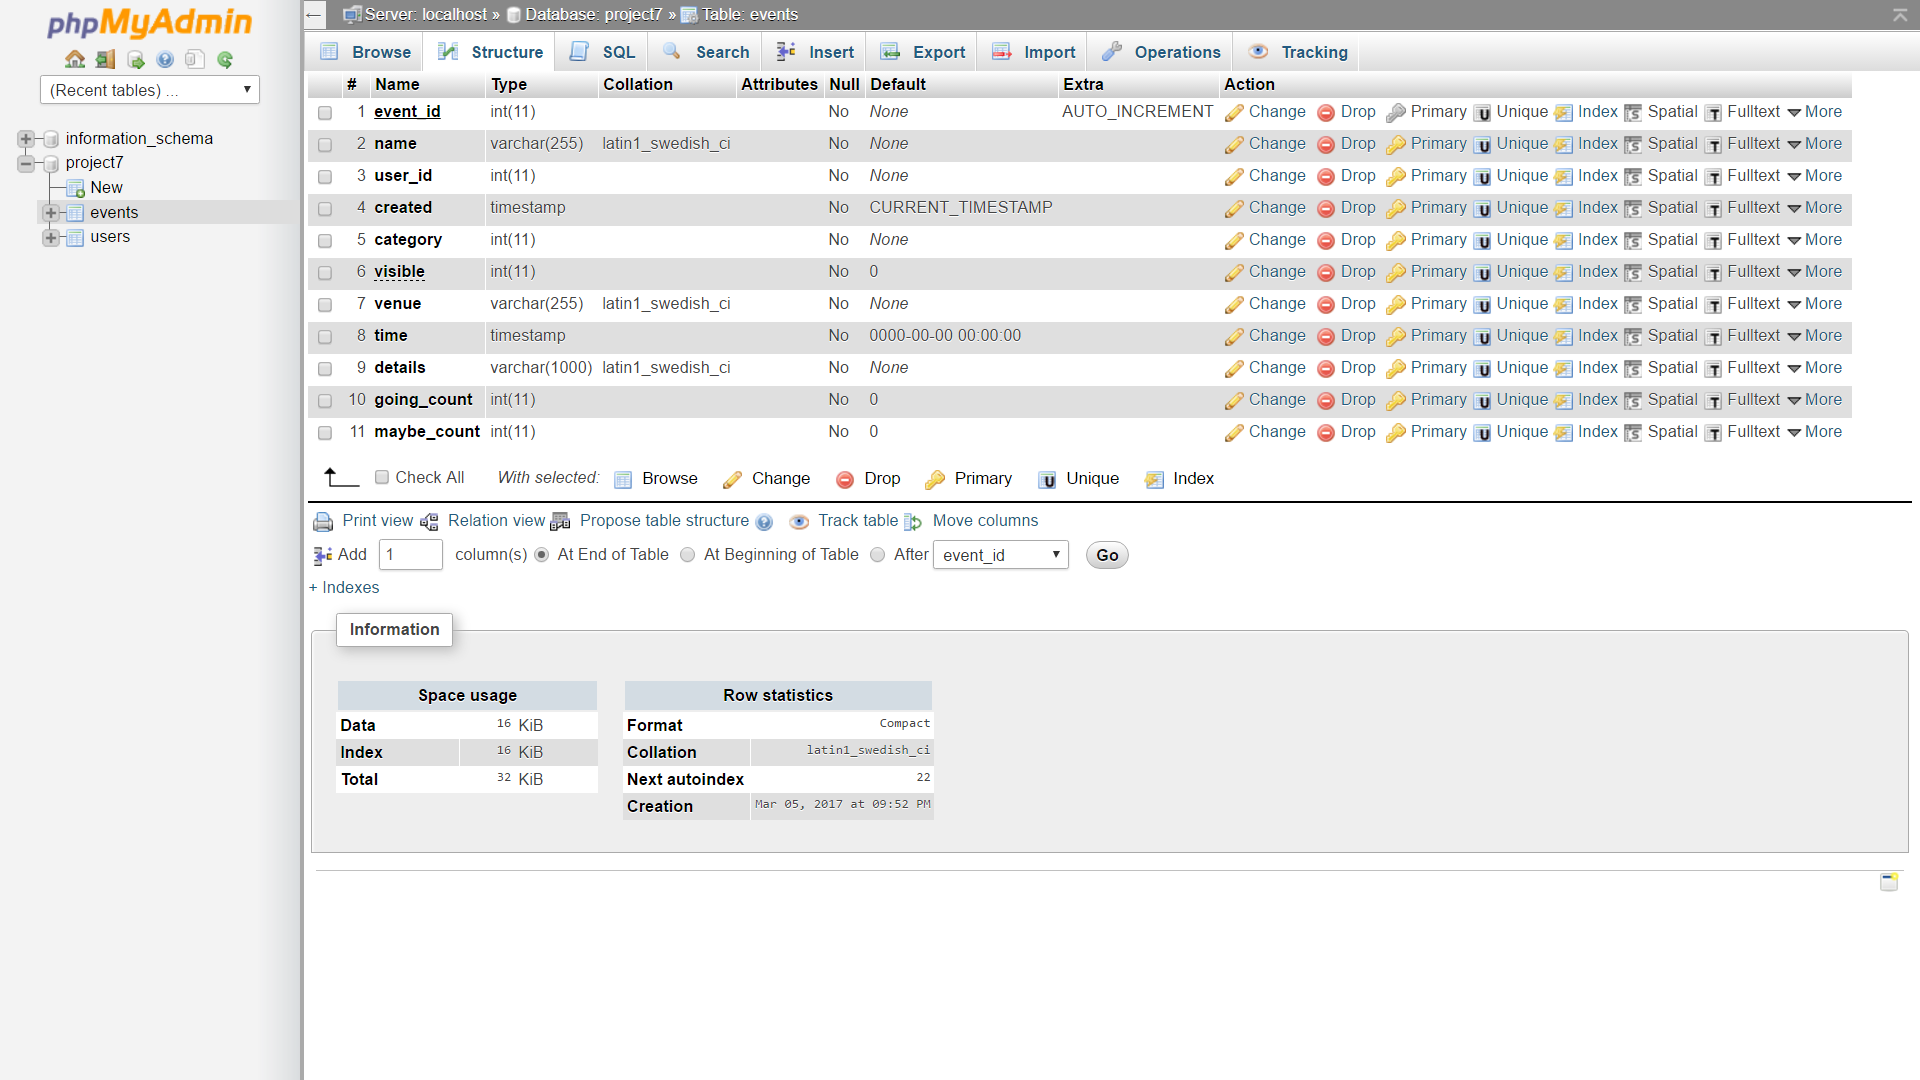 phpMyAdmin
(Recent tables) ...
information_schema
project7
New
events
users
Server: localhost » Database: project7 » Table: events
Browse Structure SQL Search Insert Export Import Operations Tracking
# Name Type Collation Attributes Null Default Extra Action
1 event_id int(11) No None AUTO_INCREMENT Change Drop Primary Unique Index Spatial Fulltext More
2 name varchar(255) latin1_swedish_ci No None Change Drop Primary Unique Index Spatial Fulltext More
3 user_id int(11) No None Change Drop Primary Unique Index Spatial Fulltext More
4 created timestamp No CURRENT_TIMESTAMP Change Drop Primary Unique Index Spatial Fulltext More
5 category int(11) No None Change Drop Primary Unique Index Spatial Fulltext More
6 visible int(11) No 0 Change Drop Primary Unique Index Spatial Fulltext More
7 venue varchar(255) latin1_swedish_ci No None Change Drop Primary Unique Index Spatial Fulltext More
8 time timestamp No 0000-00-00 00:00:00 Change Drop Primary Unique Index Spatial Fulltext More
9 details varchar(1000) latin1_swedish_ci No None Change Drop Primary Unique Index Spatial Fulltext More
10 going_count int(11) No 0 Change Drop Primary Unique Index Spatial Fulltext More
11 maybe_count int(11) No 0 Change Drop Primary Unique Index Spatial Fulltext More
Check All With selected: Browse Change Drop Primary Unique Index
Print view Relation view Propose table structure Track table Move columns
Add 1 column(s) At End of Table At Beginning of Table After event_id Go
+ Indexes
Information
Space usage
Data 16 KiB
Index 16 KiB
Total 32 KiB
Row statistics
Format Compact
Collation latin1_swedish_ci
Next autoindex 22
Creation Mar 05, 2017 at 09:52 PM